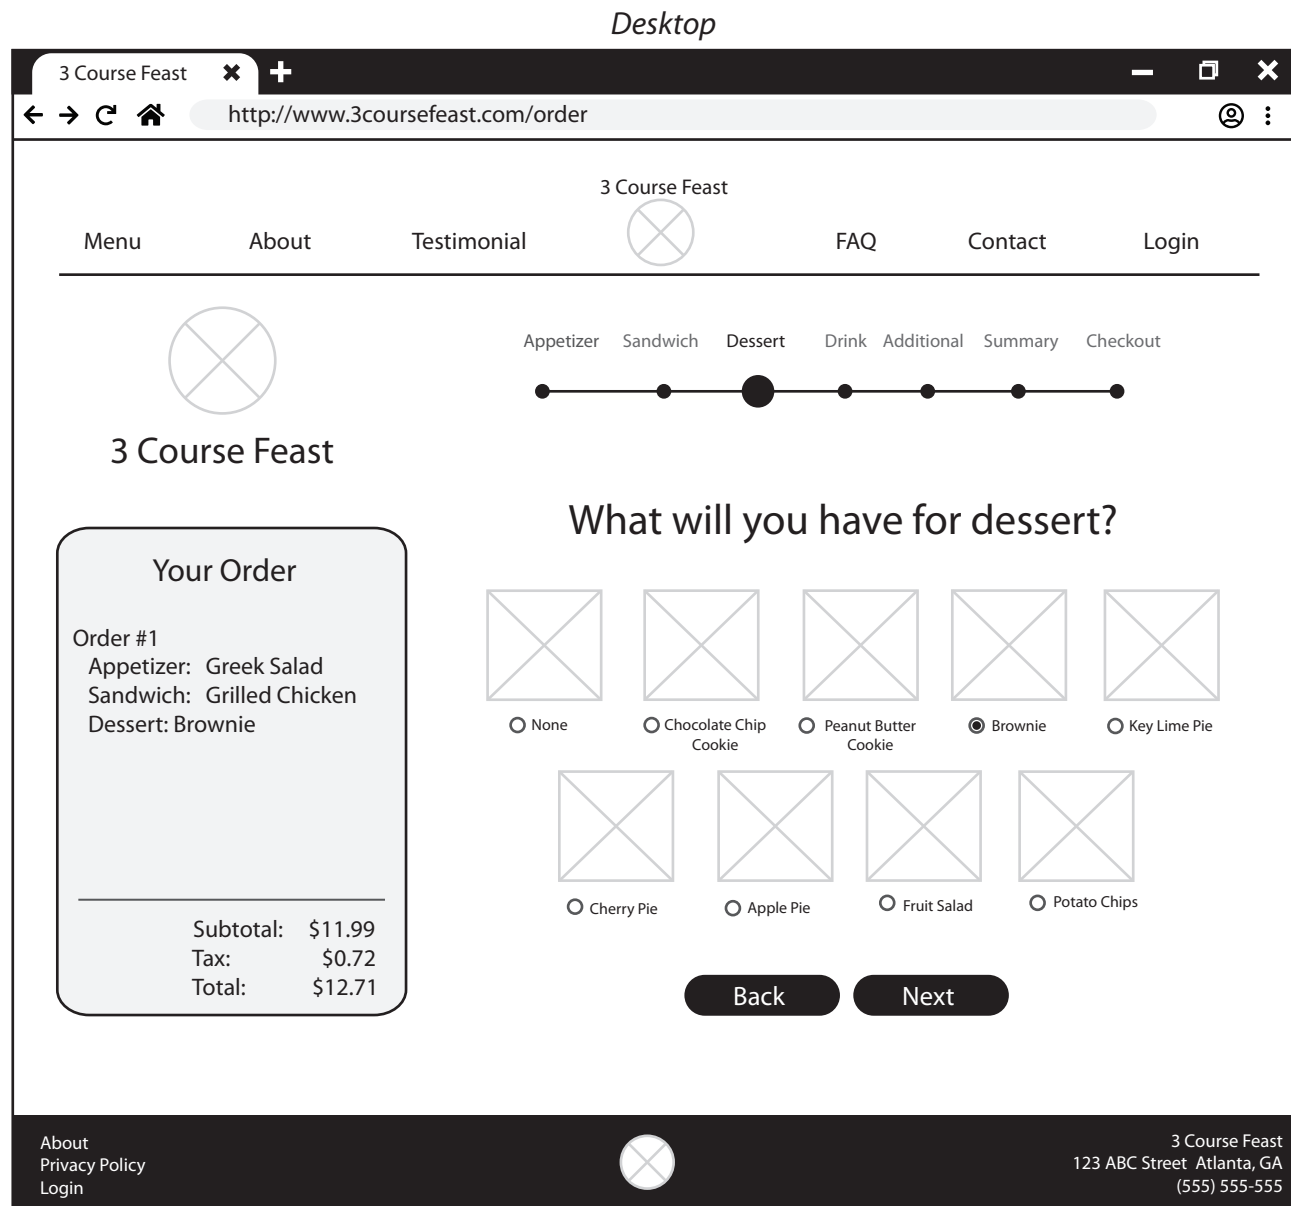 Desktop
3 Course Feast
http://www.3coursefeast.com/order
3 Course Feast
Menu About Testimonial FAQ Contact Login
3 Course Feast
Appetizer Sandwich Dessert Drink Additional Summary Checkout
What will you have for dessert?
Your Order
Order #1
Appetizer: Greek Salad
Sandwich: Grilled Chicken
Dessert: Brownie
Subtotal: $11.99
Tax: $0.72
Total: $12.71
None
Chocolate Chip
Cookie
Peanut Butter
Cookie
Brownie
Key Lime Pie
Cherry Pie
Apple Pie
Fruit Salad
Potato Chips
Back
Next
About
Privacy Policy
Login
3 Course Feast
123 ABC Street Atlanta, GA
(555) 555-555